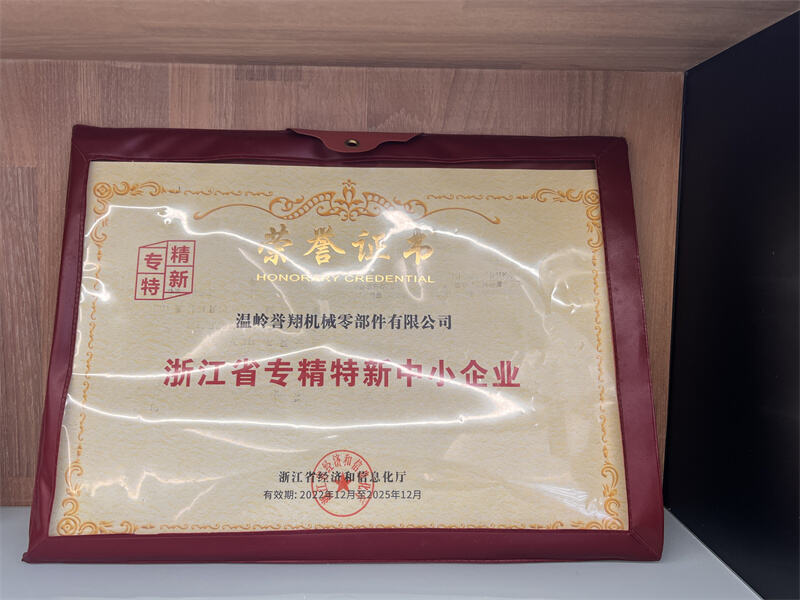 专精
特新
荣誉证书
HONORARY CREDENTIAL
温岭誉翔机械零部件有限公司
浙江省专精特新中小企业
浙江省经济和信息化厅
有效期: 2022年12月至2025年12月